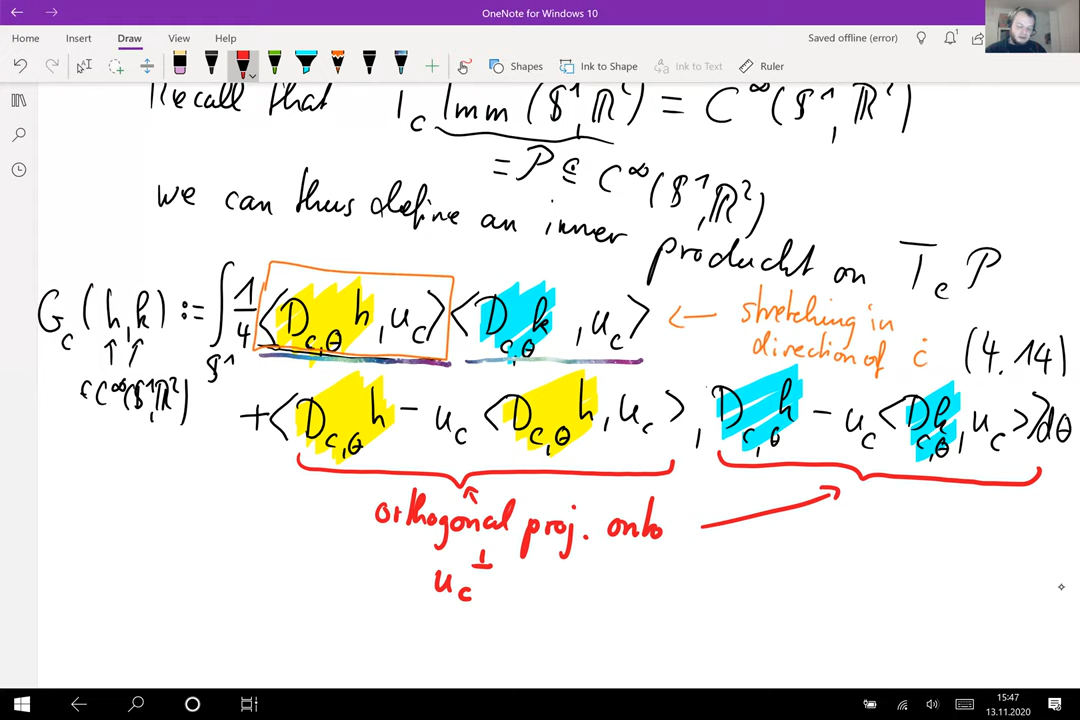 OneNote for Windows 10
Home Insert Draw View Help
Saved offline (error)
Shapes Ink to Shape Ink to Text Ruler
Recall that T_c Imm (S¹, ℝ²) = C^∞(S¹, ℝ²)
= P ⊆ C^∞(S¹, ℝ²)
we can thus define an inner producht on T_c P
G_c (h,k) := ∫_{S¹} 1/4 <D_{c,θ} h, u_c> <D_{c,θ} k, u_c> ← stretching in
direction of ċ (4.14)
↑ ↑
∈ C^∞(S¹, ℝ²)
+ < D_{c,θ} h - u_c <D_{c,θ} h, u_c>, D_{c,θ} k - u_c <D_{c,θ} k, u_c>> dθ
orthogonal proj. onto
u_c^⊥
15:47
13.11.2020